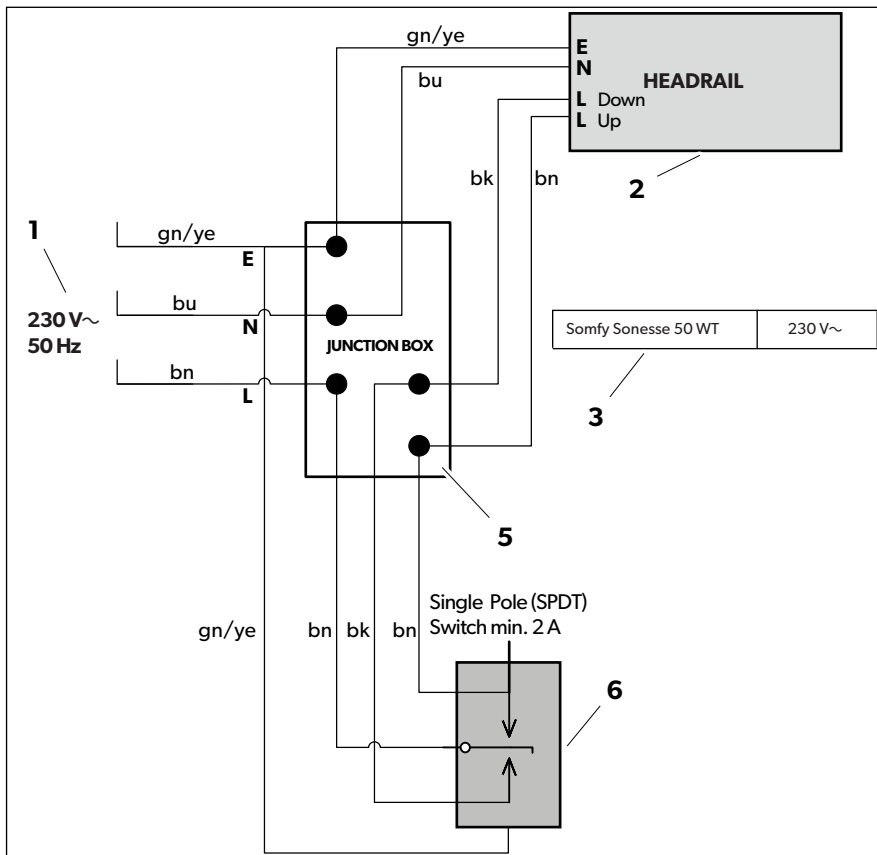 gn/ye
E
N
bu
HEADRAIL
L Down
L Up
bk
bn
2
1
gn/ye
E
bu
230 V~
50 Hz
N
JUNCTION BOX
Somfy Sonesse 50 WT 230 V~
bn
L
3
5
Single Pole (SPDT)
Switch min. 2 A
gn/ye
bn
bk
bn
6